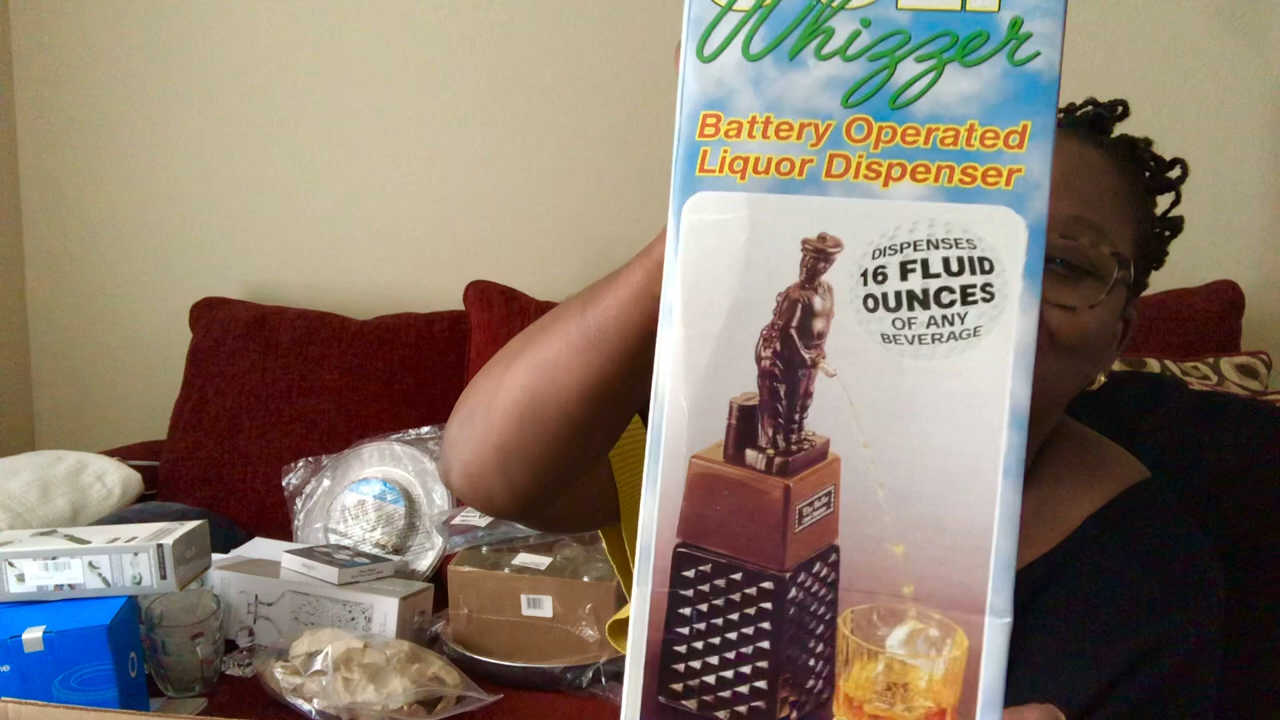 Whizzer
Battery Operated
Liquor Dispenser
DISPENSES
16 FLUID
OUNCES
OF ANY
BEVERAGE